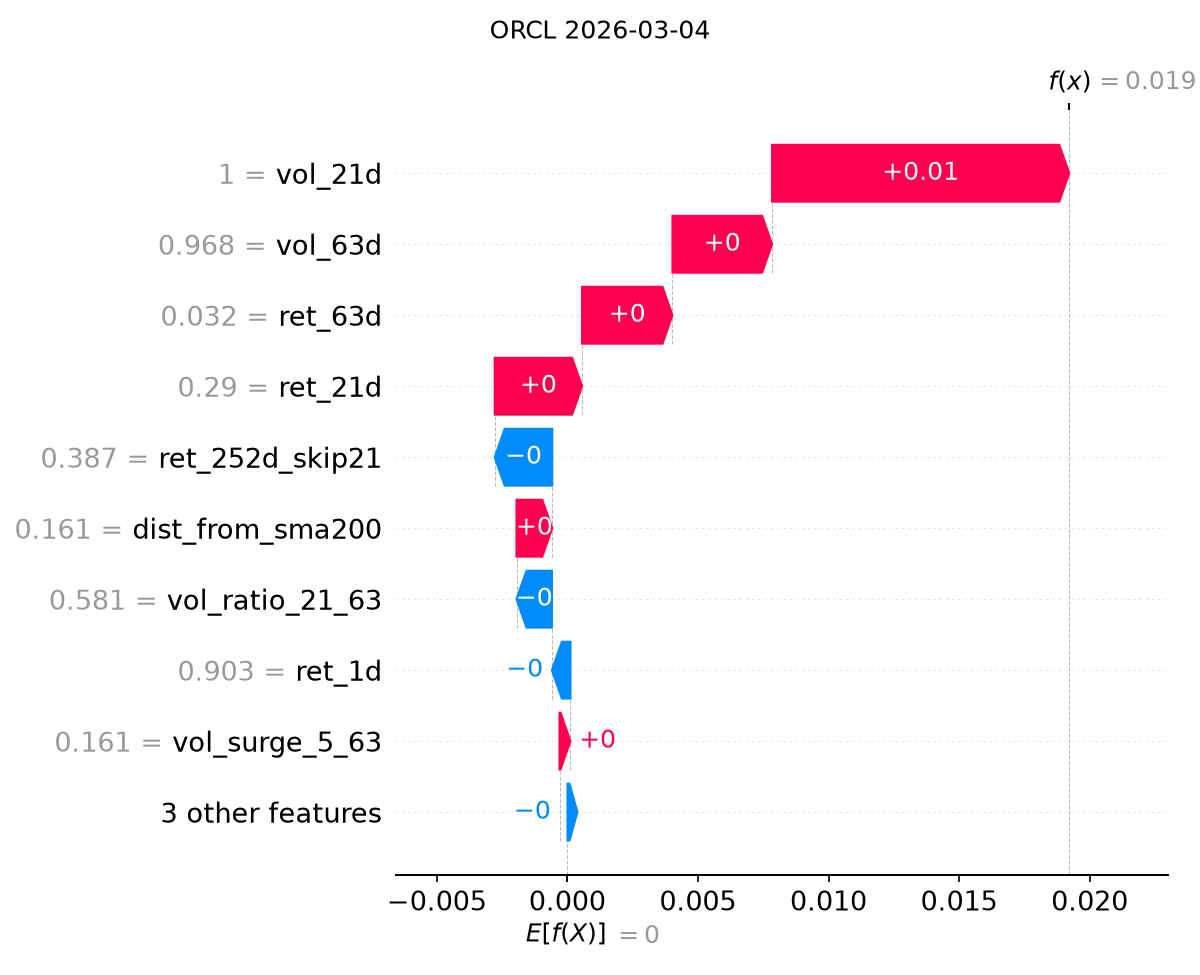 ORCL 2026-03-04
f(x) = 0.019
1 = vol_21d
+0.01
0.968 = vol_63d
+0
0.032 = ret_63d
+0
0.29 = ret_21d
+0
0.387 = ret_252d_skip21
−0
0.161 = dist_from_sma200
+0
0.581 = vol_ratio_21_63
−0
0.903 = ret_1d
−0
0.161 = vol_surge_5_63
+0
3 other features
−0
−0.005 0.000 0.005 0.010 0.015 0.020
E[f(X)] = 0